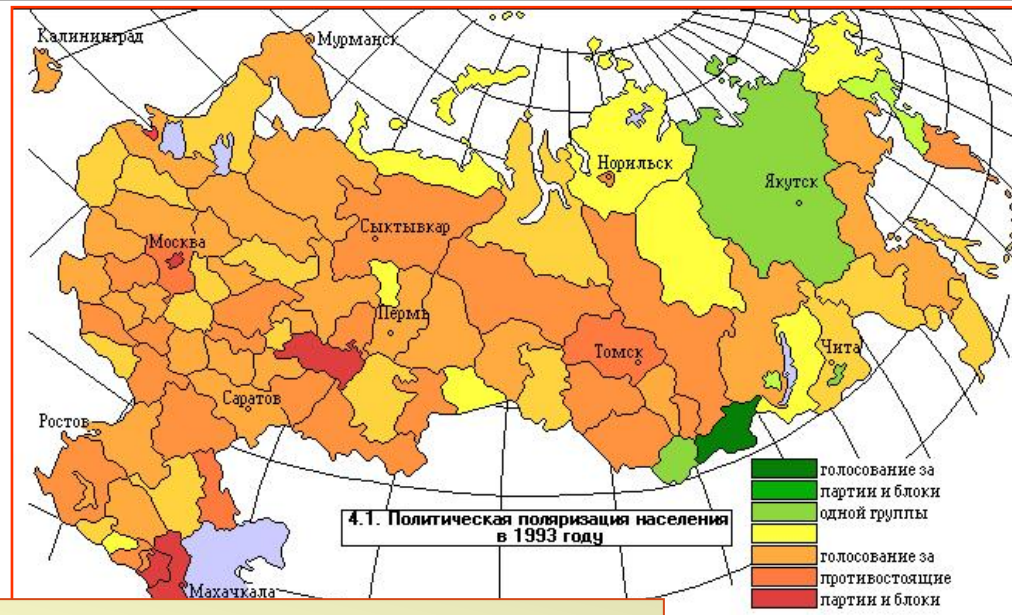 Калининград
Мурманск
Норильск
Якутск
Сыктывкар
Москва
Пермь
Томск
Чита
Саратов
Ростов
Махачкала
4.1. Политическая поляризация населения
в 1993 году
голосование за
партии и блоки
одной группы
голосование за
противостоящие
партии и блоки